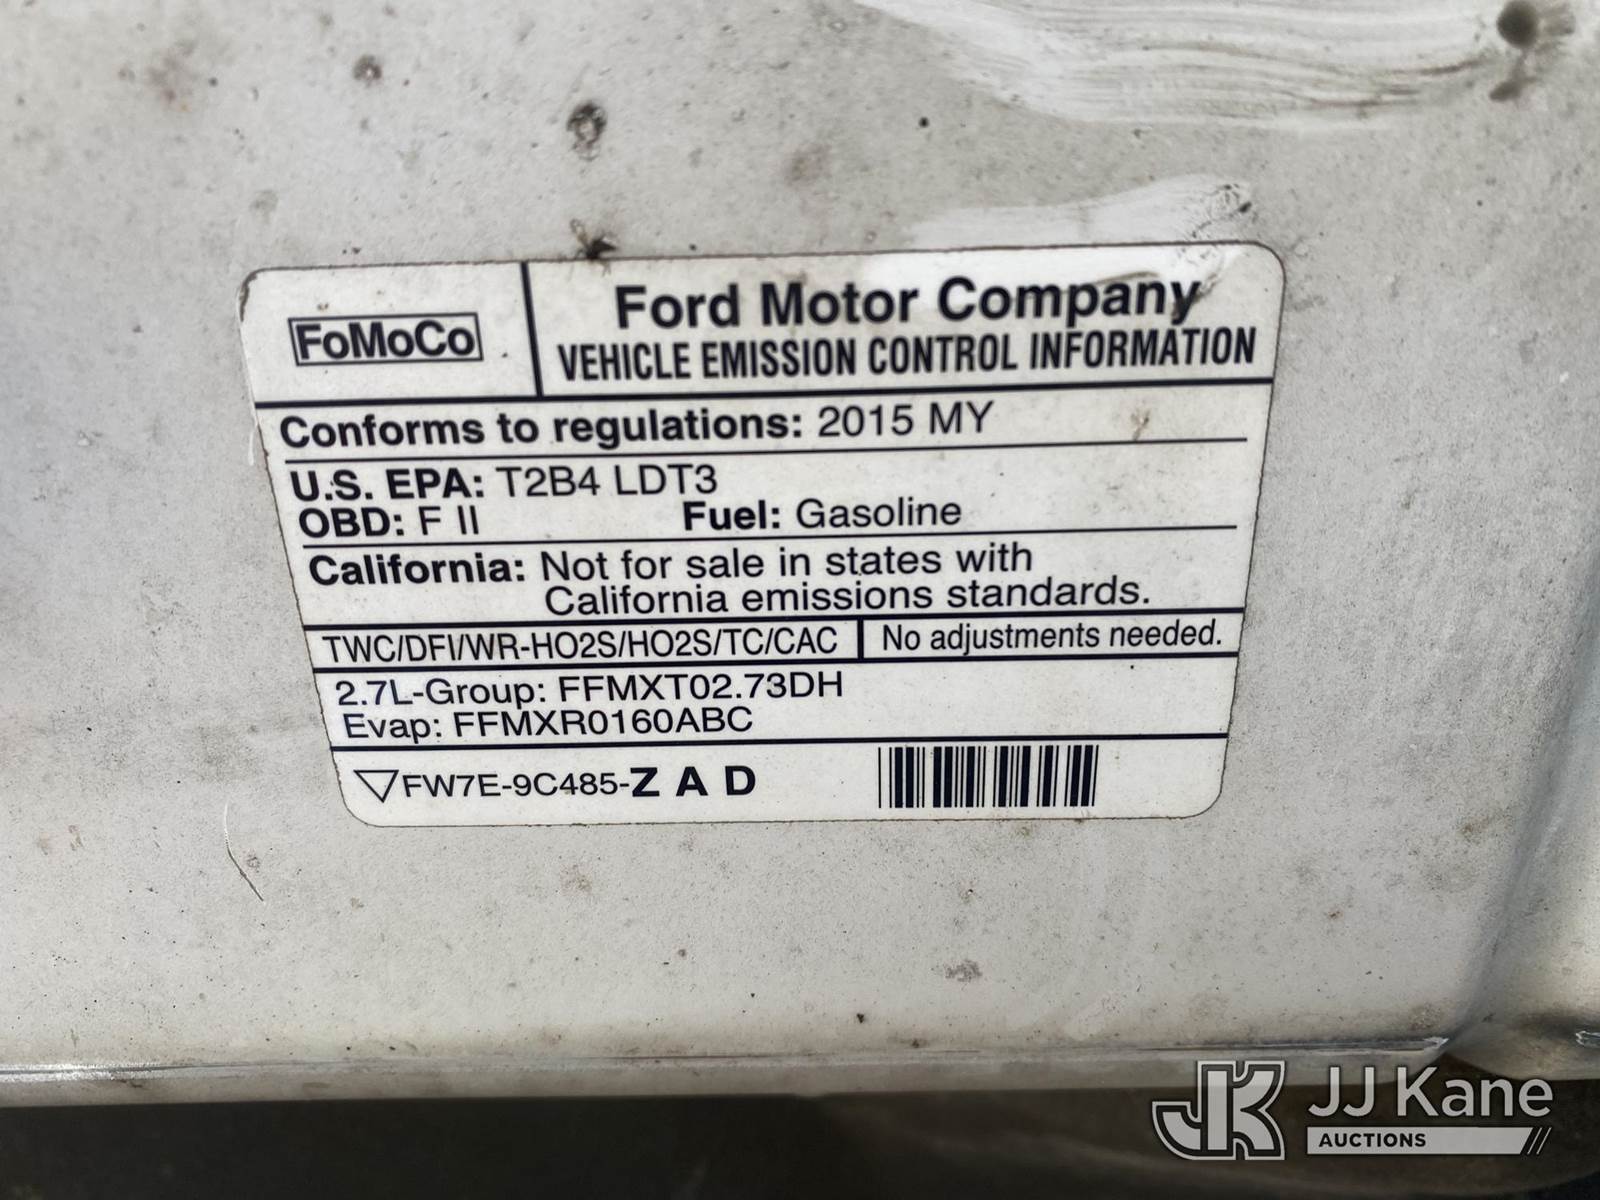 FoMoCo
Ford Motor Company
VEHICLE EMISSION CONTROL INFORMATION
Conforms to regulations: 2015 MY
U.S. EPA: T2B4 LDT3
OBD: F II Fuel: Gasoline
California: Not for sale in states with
California emissions standards.
TWC/DFI/WR-HO2S/HO2S/TC/CAC No adjustments needed.
2.7L-Group: FFMXT02.73DH
Evap: FFMXR0160ABC
FW7E-9C485-Z A D
JK JJ Kane
AUCTIONS